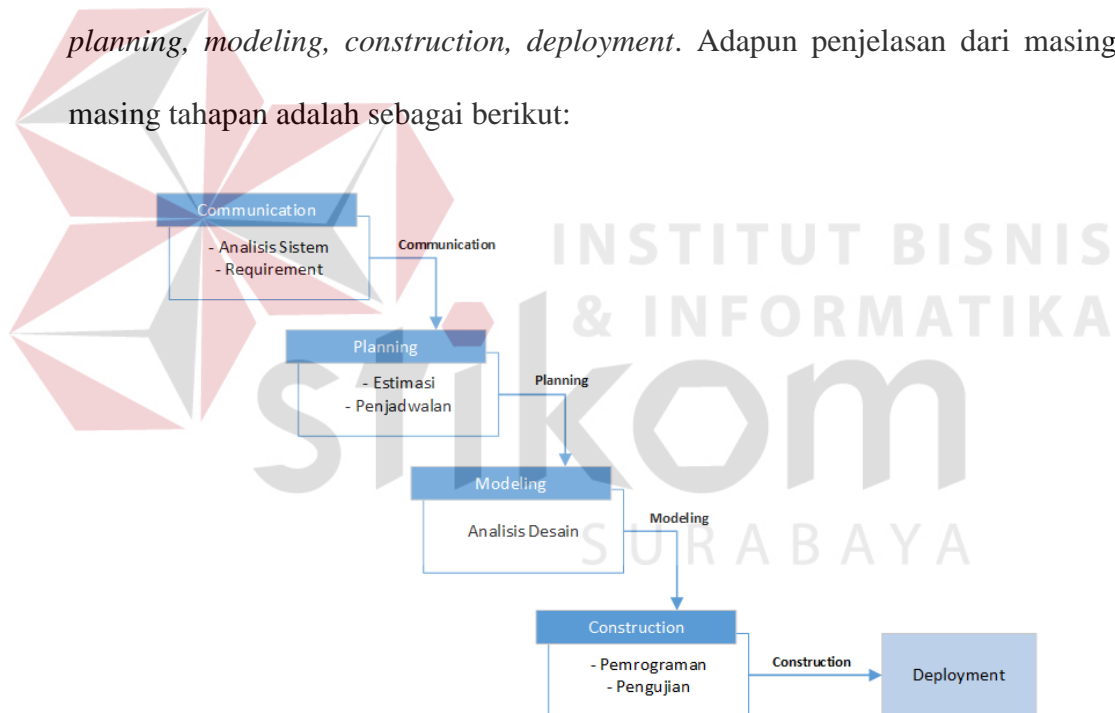 planning, modeling, construction, deployment. Adapun penjelasan dari masing
masing tahapan adalah sebagai berikut:
Communication
- Analisis Sistem
- Requirement
Communication
INSTITUT BISNIS
& INFORMATIKA
stikom
SURABAYA
Planning
- Estimasi
- Penjadwalan
Planning
Modeling
Analisis Desain
Modeling
Construction
- Pemrograman
- Pengujian
Construction
Deployment